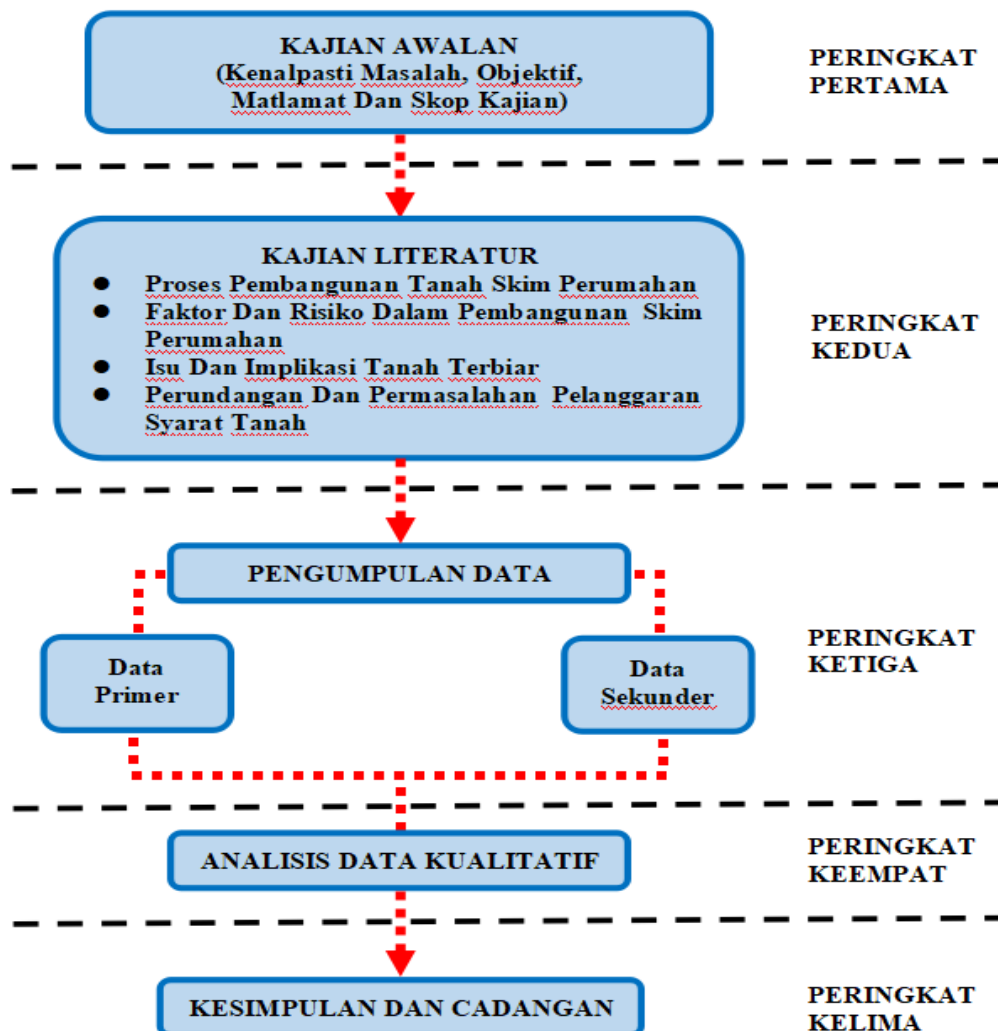 KAJIAN AWALAN
(Kenalpasti Masalah, Objektif,
Matlamat Dan Skop Kajian)
PERINGKAT
PERTAMA
KAJIAN LITERATUR
● Proses Pembangunan Tanah Skim Perumahan
● Faktor Dan Risiko Dalam Pembangunan Skim
Perumahan
● Isu Dan Implikasi Tanah Terbiar
● Perundangan Dan Permasalahan Pelanggaran
Syarat Tanah
PERINGKAT
KEDUA
PENGUMPULAN DATA
Data
Primer
Data
Sekunder
PERINGKAT
KETIGA
ANALISIS DATA KUALITATIF
PERINGKAT
KEEMPAT
KESIMPULAN DAN CADANGAN
PERINGKAT
KELIMA